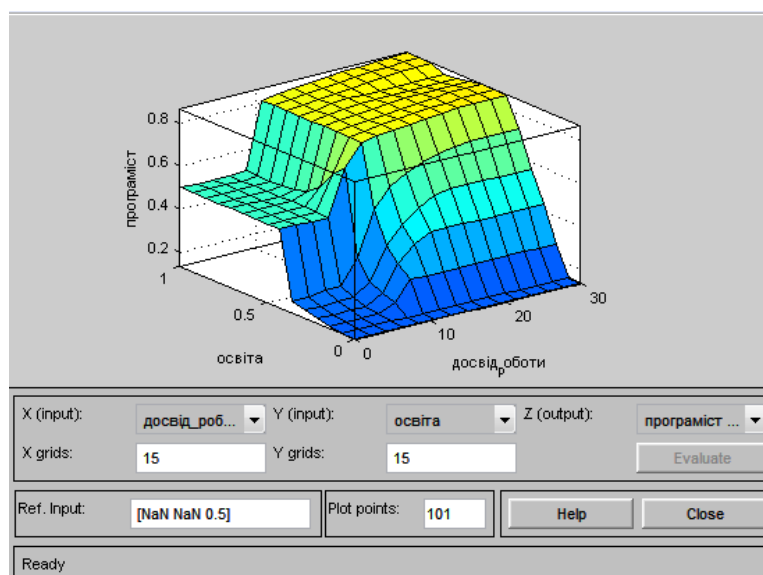 0.8
0.6
0.4
0.2
програміст
1
0.5
0
освіта
0
10
20
30
досвід_роботи
X (input):
досвід_роб...
Y (input):
освіта
Z (output):
програміст ...
X grids:
15
Y grids:
15
Evaluate
Ref. Input:
[NaN NaN 0.5]
Plot points:
101
Help
Close
Ready